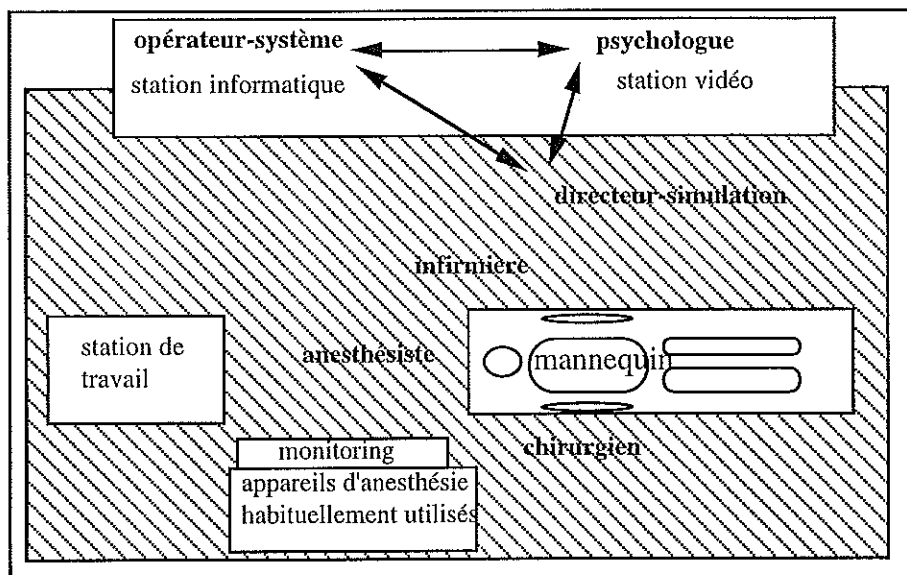 opérateur-système
psychologue
station informatique
station vidéo
directeur-simulation
infirmière
station de
travail
anesthésiste
mannequin
chirurgien
monitoring
appareils d'anesthésie
habituellement utilisés